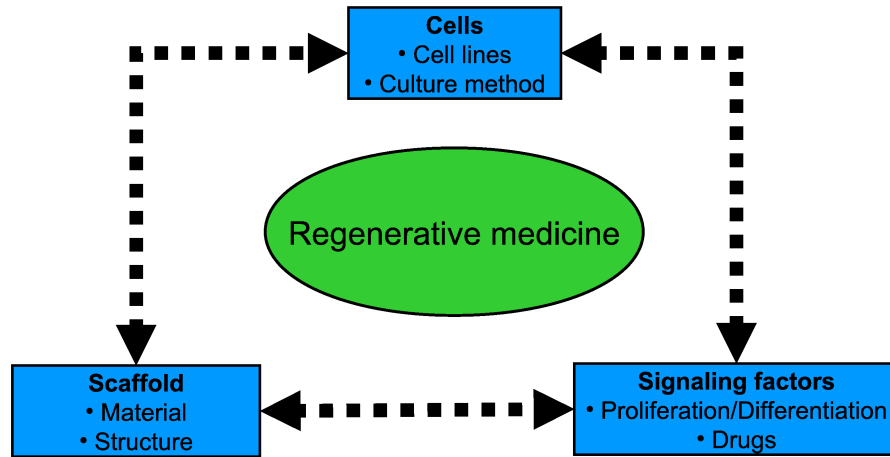 Cells
• Cell lines
• Culture method
Regenerative medicine
Scaffold
• Material
• Structure
Signaling factors
• Proliferation/Differentiation
• Drugs